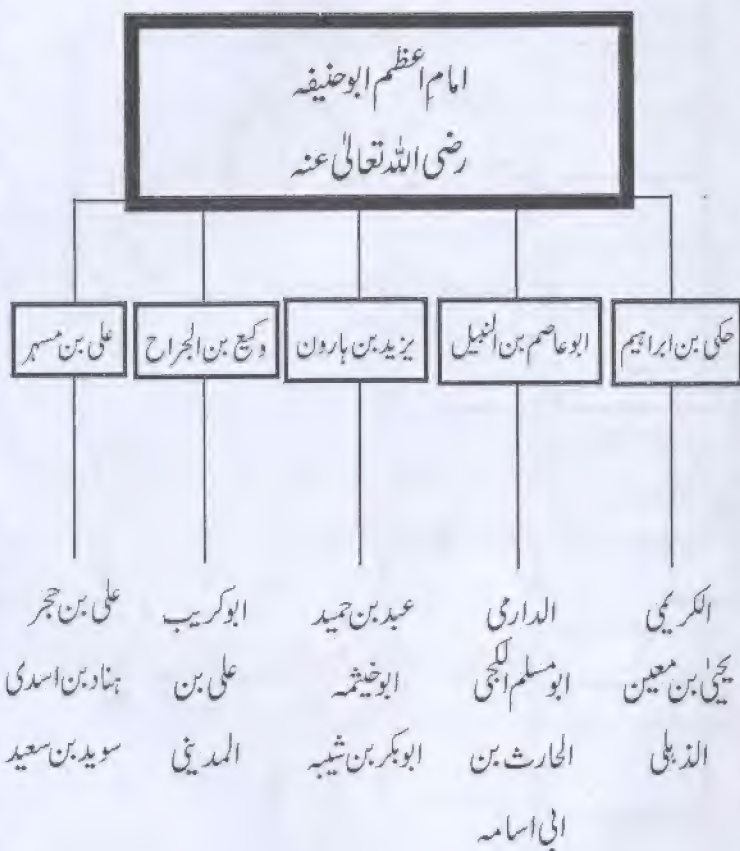 امامِ اعظم ابوحنیفہ
رضی اللہ تعالیٰ عنہ
حکی بن ابراہیم
ابوعاصم بن النبیل
یزید بن ہارون
وکیع بن الجراح
علی بن مسہر
الکریمی
یحییٰ بن معین
الذہلی
الدارمی
ابومسلم الکجی
الحارث بن
ابی اسامہ
عبد بن حمید
ابوخیثمہ
ابوبکر بن شیبہ
ابوکریب
علی بن
المدینی
علی بن حجر
ہناد بن اسدی
سوید بن سعید